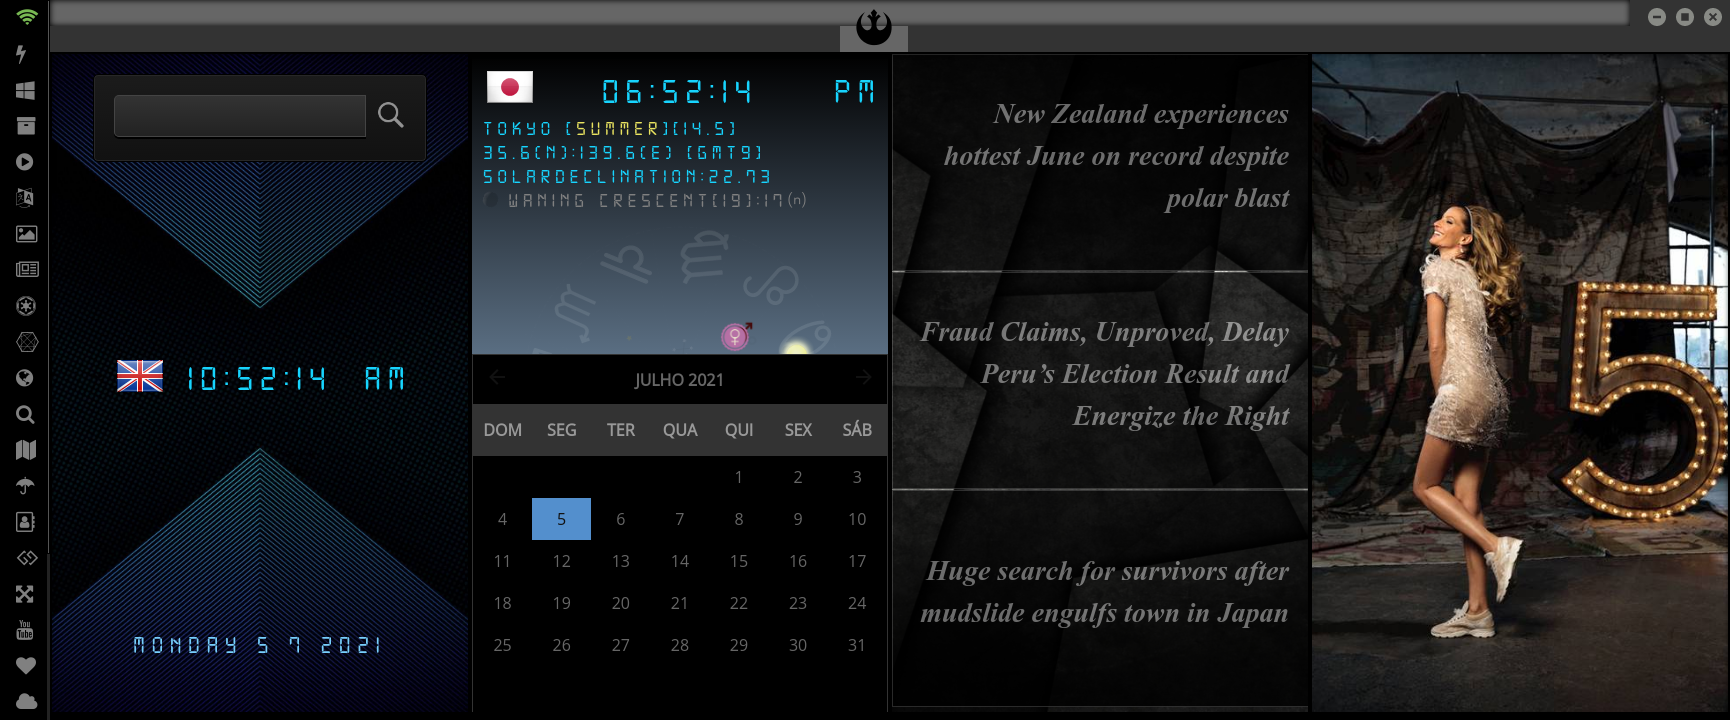 10:52:14 AM
MONDAY 5 7 2021
06:52:14 PM
TOKYO [SUMMER][14.5]
35.6(N):139.6(E) [GMT9]
SOLARDECLINATION:22.73
WANING CRESCENT[19]:17(n)
JULHO 2021
DOM SEG TER QUA QUI SEX SÁB
1 2 3
4 5 6 7 8 9 10
11 12 13 14 15 16 17
18 19 20 21 22 23 24
25 26 27 28 29 30 31
New Zealand experiences
hottest June on record despite
polar blast
Fraud Claims, Unproved, Delay
Peru’s Election Result and
Energize the Right
Huge search for survivors after
mudslide engulfs town in Japan
5
You
Tube